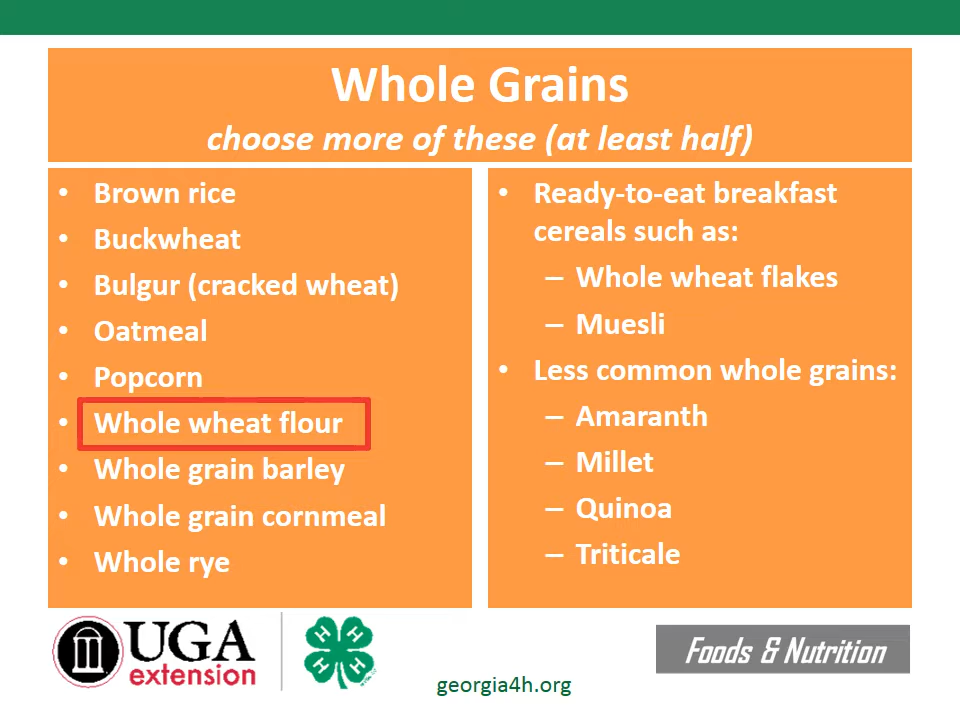 Whole Grains
choose more of these (at least half)
• Brown rice
• Buckwheat
• Bulgur (cracked wheat)
• Oatmeal
• Popcorn
• Whole wheat flour
• Whole grain barley
• Whole grain cornmeal
• Whole rye
• Ready-to-eat breakfast
cereals such as:
– Whole wheat flakes
– Muesli
• Less common whole grains:
– Amaranth
– Millet
– Quinoa
– Triticale
UGA
extension
H H
H H
georgia4h.org
Foods & Nutrition